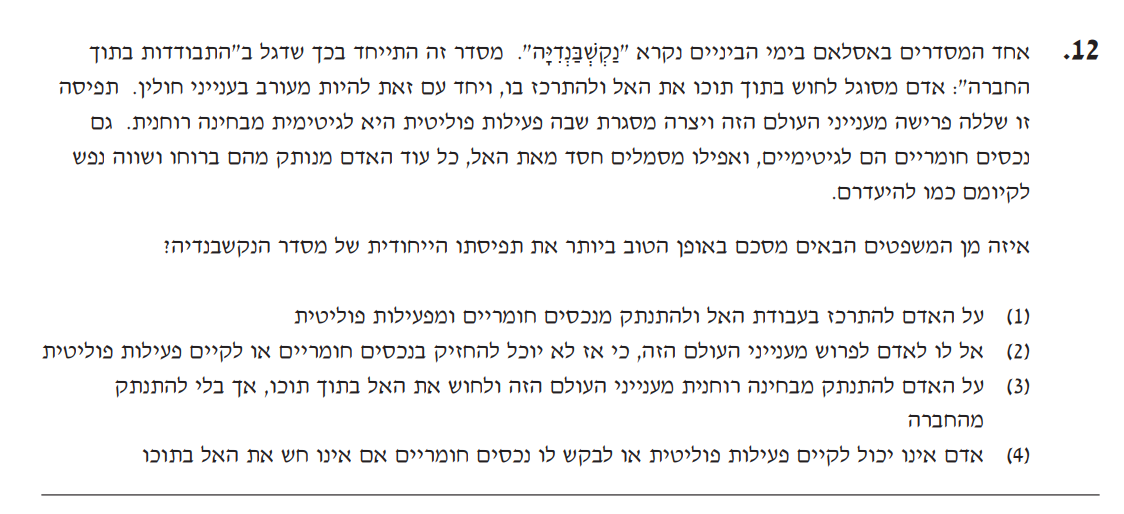 12. אחד המסדרים באסלאם בימי הביניים נקרא "נַקְשְׁבַּנְדִיָּה". מסדר זה התייחד בכך שדגל ב"התבודדות בתוך
החברה": אדם מסוגל לחוש בתוך תוכו את האל ולהתרכז בו, ויחד עם זאת להיות מעורב בענייני חולין. תפיסה
זו שללה פרישה מענייני העולם הזה ויצרה מסגרת שבה פעילות פוליטית היא לגיטימית מבחינה רוחנית. גם
נכסים חומריים הם לגיטימיים, ואפילו מסמלים חסד מאת האל, כל עוד האדם מנותק מהם ברוחו ושווה נפש
לקיומם כמו להיעדרם.
איזה מן המשפטים הבאים מסכם באופן הטוב ביותר את תפיסתו הייחודית של מסדר הנקשבנדיה?
(1) על האדם להתרכז בעבודת האל ולהתנתק מנכסים חומריים ומפעילות פוליטית
(2) אל לו לאדם לפרוש מענייני העולם הזה, כי אז לא יוכל להחזיק בנכסים חומריים או לקיים פעילות פוליטית
(3) על האדם להתנתק מבחינה רוחנית מענייני העולם הזה ולחוש את האל בתוך תוכו, אך בלי להתנתק
מהחברה
(4) אדם אינו יכול לקיים פעילות פוליטית או לבקש לו נכסים חומריים אם אינו חש את האל בתוכו